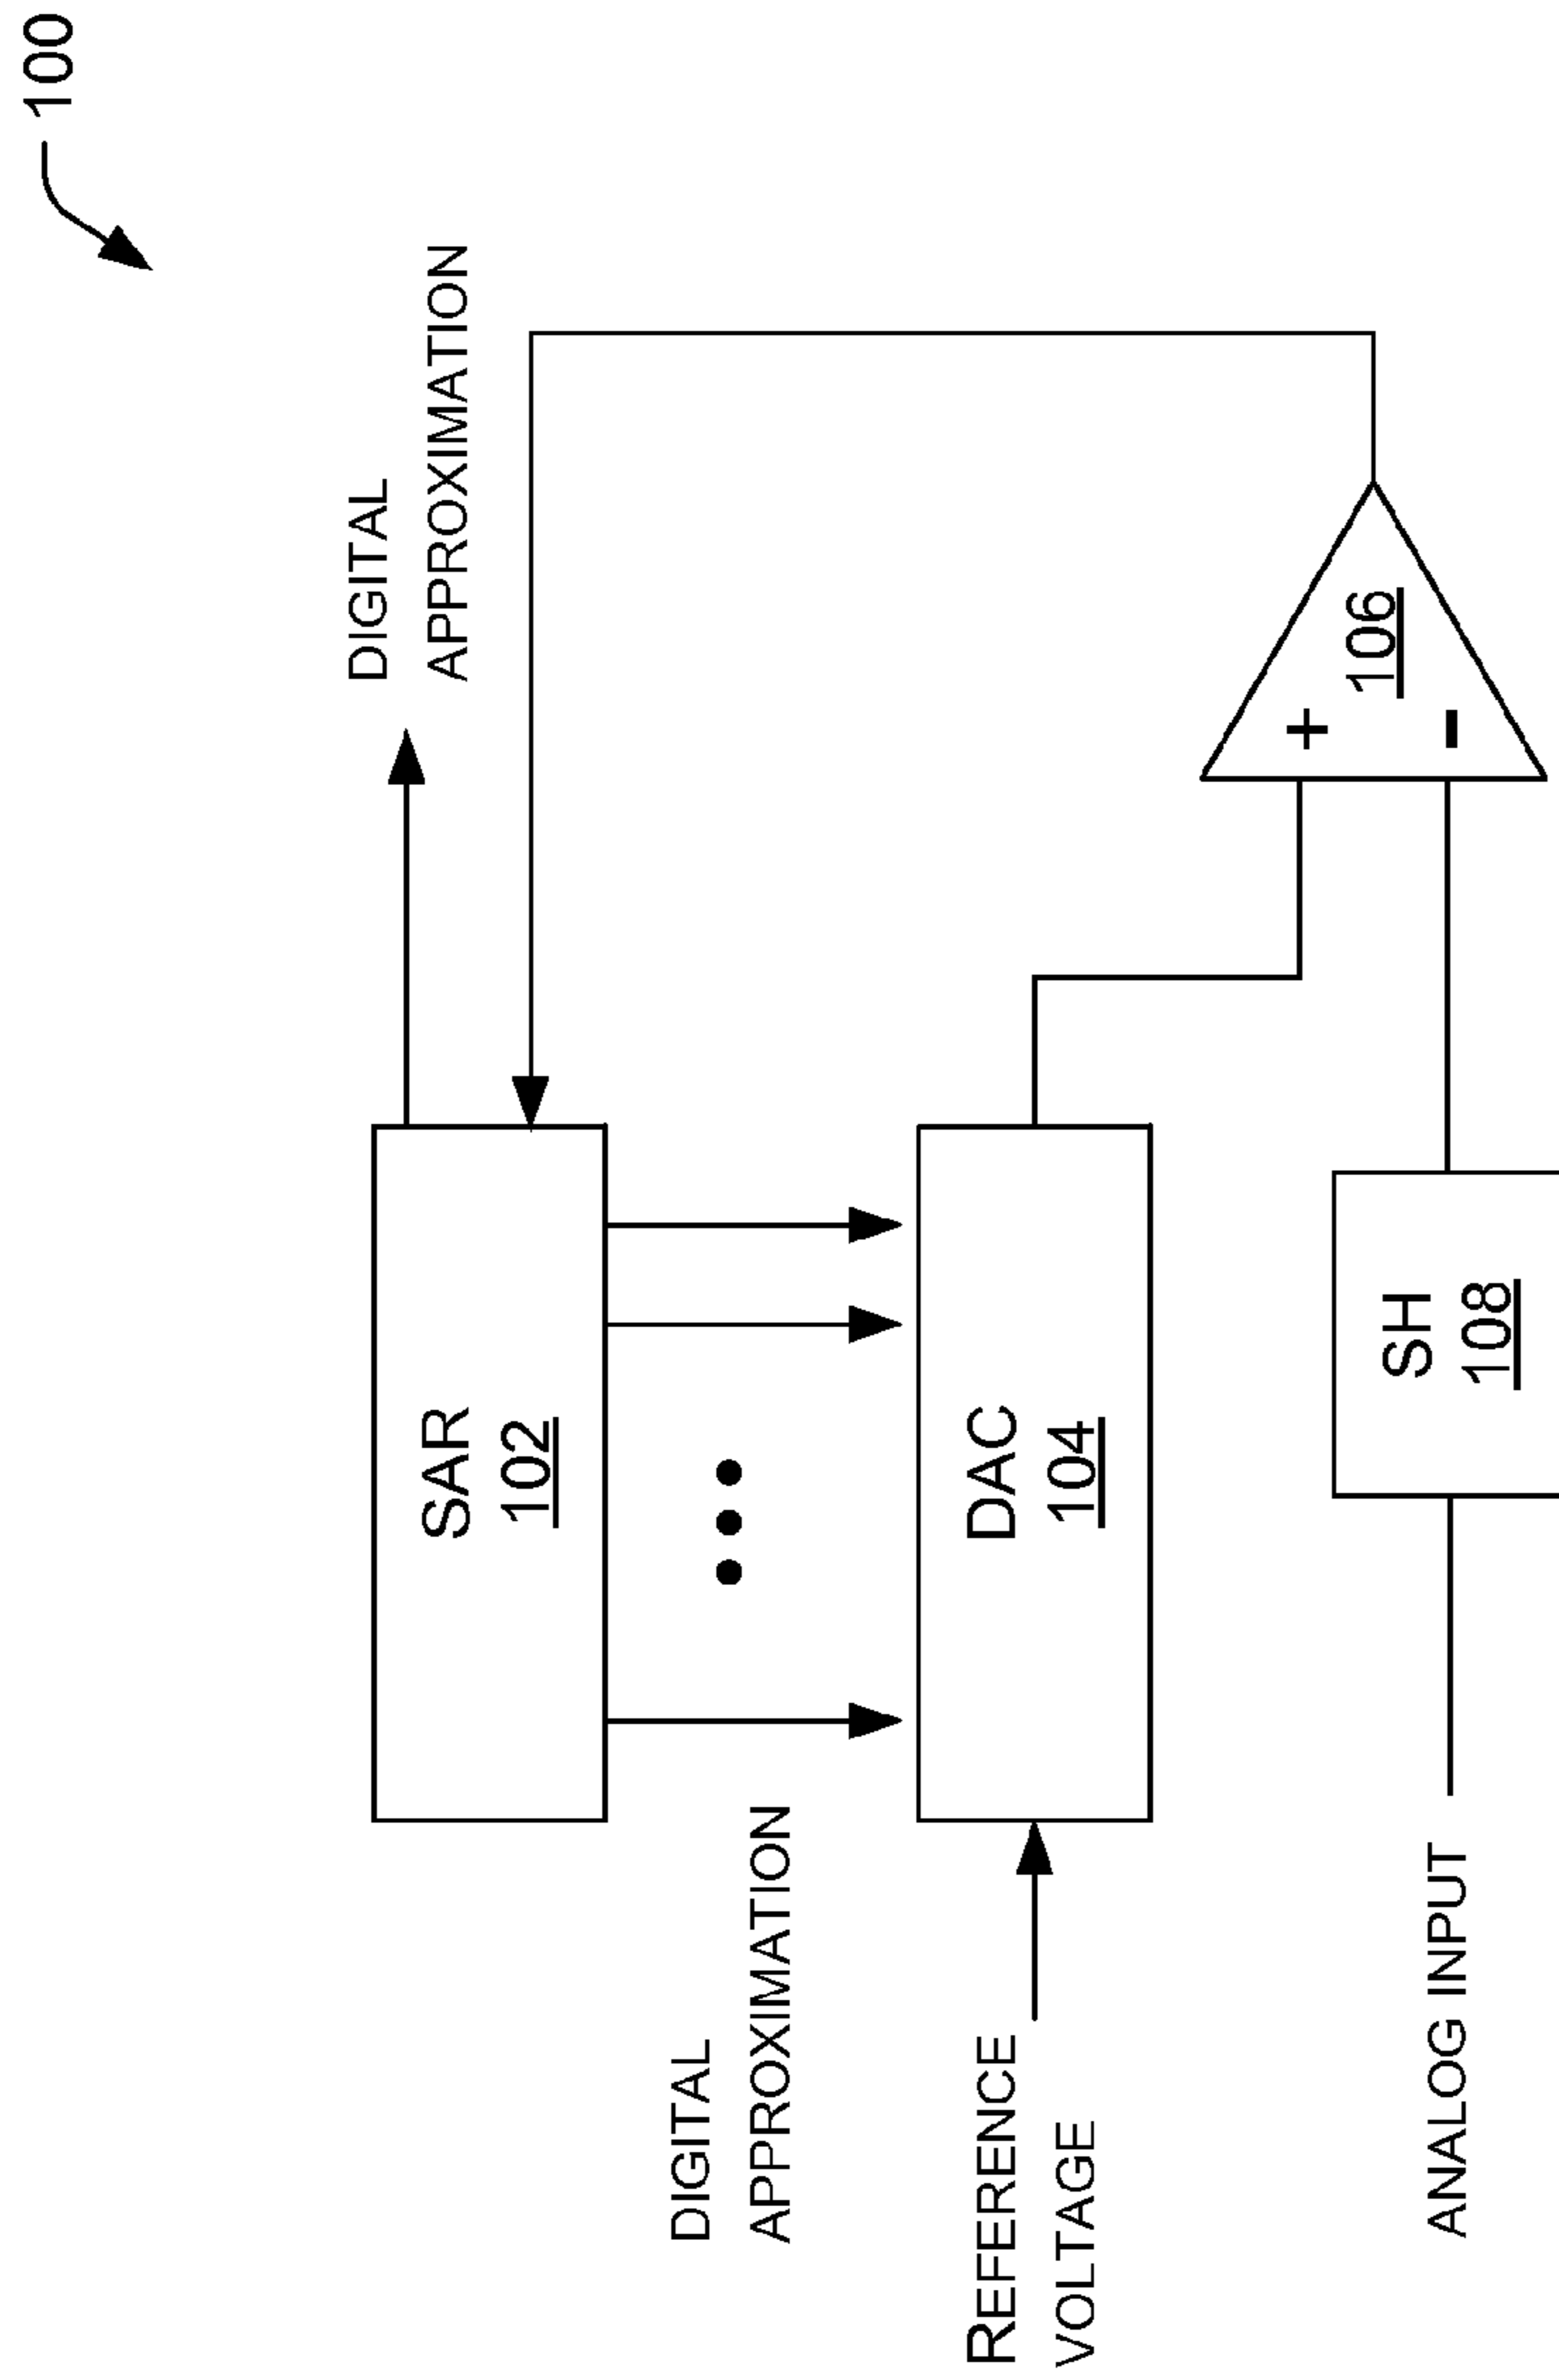 100
DIGITAL
APPROXIMATION
SAR
102
DIGITAL
APPROXIMATION
DAC
104
REFERENCE
VOLTAGE
+
106
-
SH
108
ANALOG INPUT